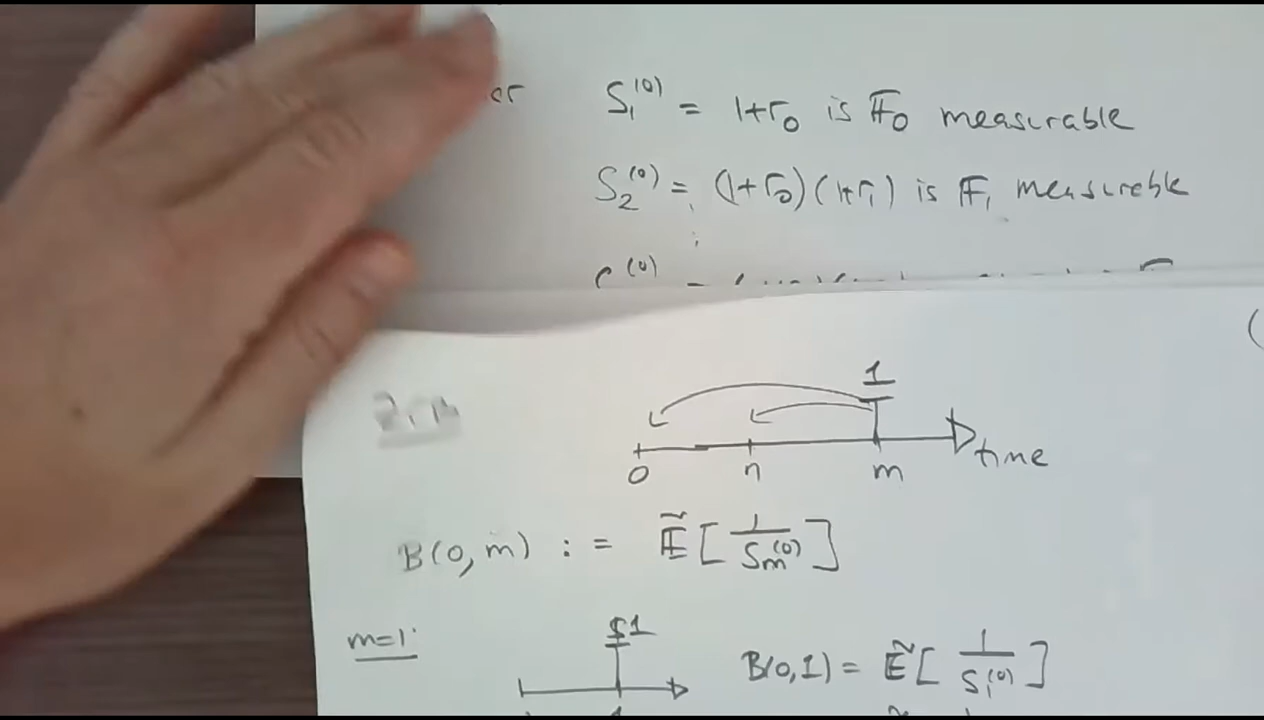 S₁⁽⁰⁾ = 1+r₀ is F₀ measurable
S₂⁽⁰⁾ = (1+r₀)(1+r₁) is F₁ measurable
1
0 n m time
B(0,m) := Ẽ[1/Sₘ⁽⁰⁾]
m=1:
$1
B(0,1) = Ẽ[1/S₁⁽⁰⁾]